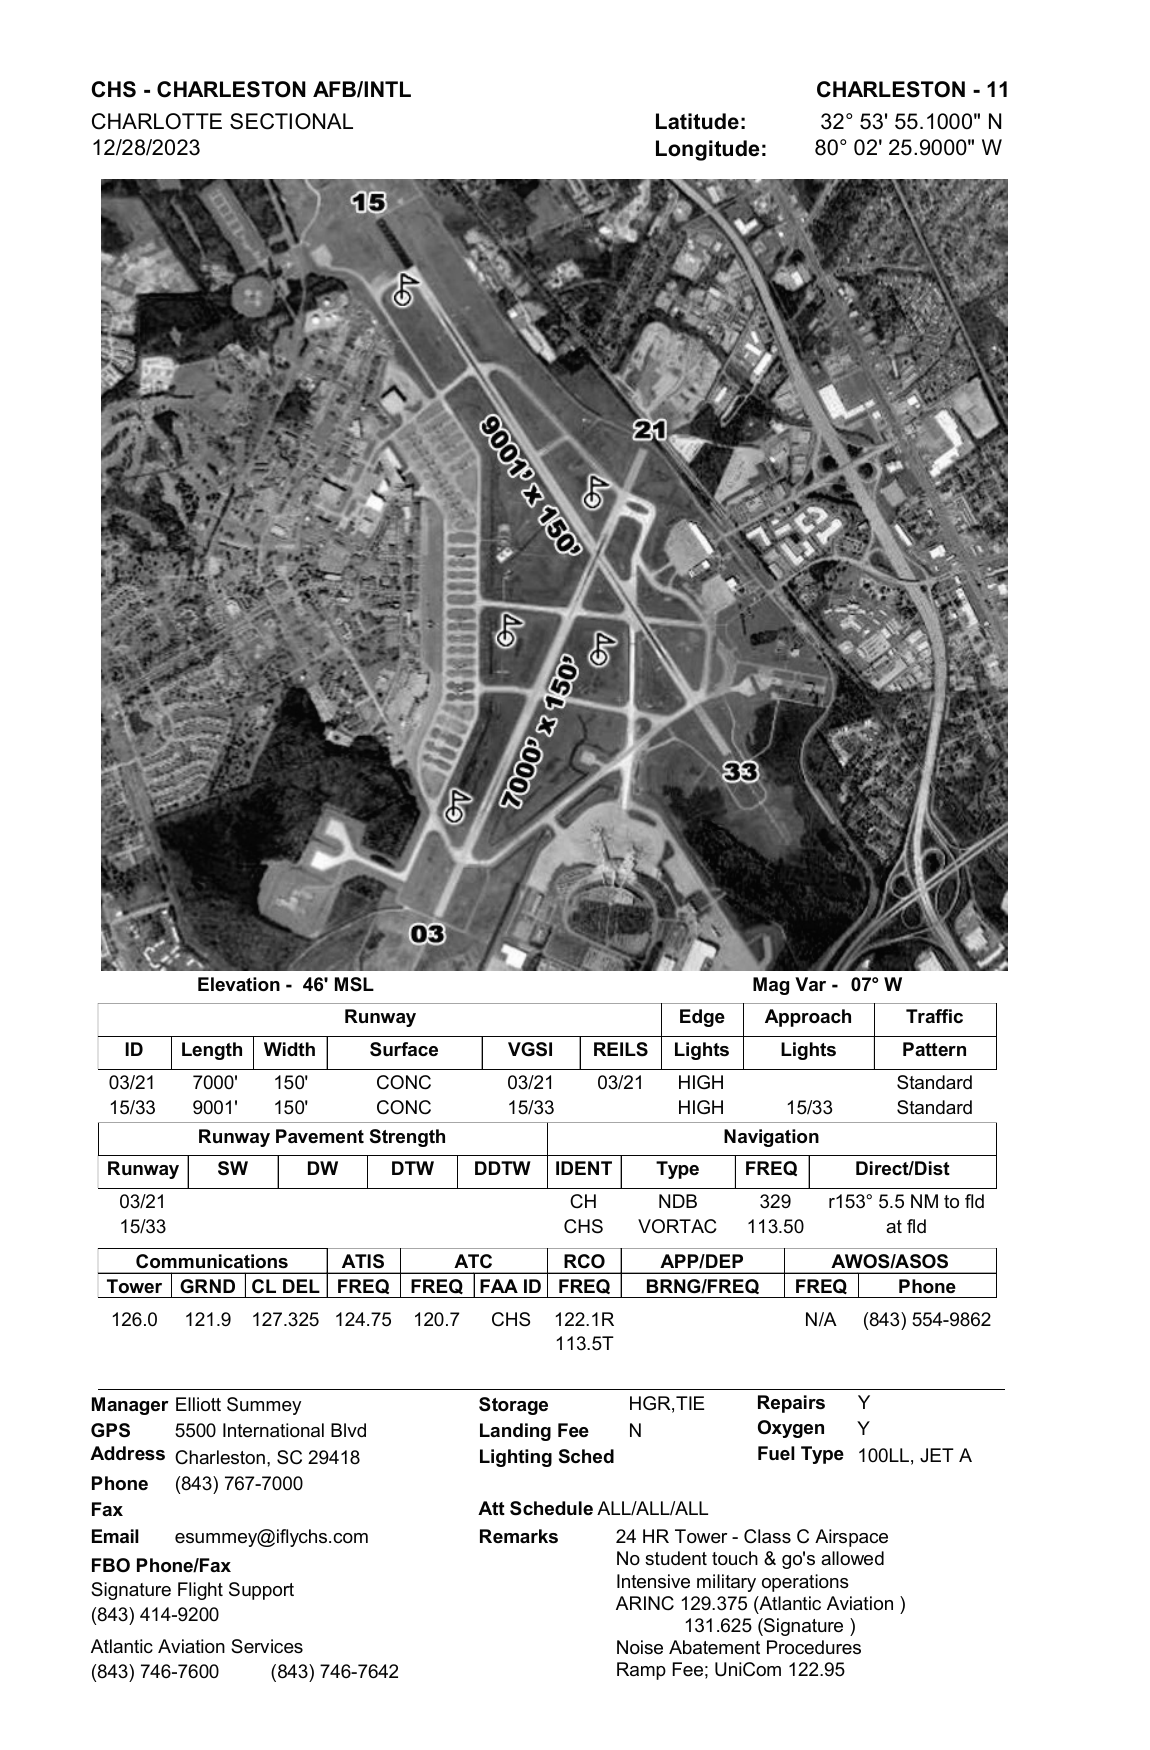 CHS - CHARLESTON AFB/INTL CHARLESTON - 11
CHARLOTTE SECTIONAL Latitude: 32° 53' 55.1000" N
12/28/2023 Longitude: 80° 02' 25.9000" W
15
21
9001' x 150'
7000' x 150'
33
03
Elevation - 46' MSL Mag Var - 07° W
Runway Edge Approach Traffic
ID Length Width Surface VGSI REILS Lights Lights Pattern
03/21 7000' 150' CONC 03/21 03/21 HIGH Standard
15/33 9001' 150' CONC 15/33 HIGH 15/33 Standard
Runway Pavement Strength Navigation
Runway SW DW DTW DDTW IDENT Type FREQ Direct/Dist
03/21 CH NDB 329 r153° 5.5 NM to fld
15/33 CHS VORTAC 113.50 at fld
Communications ATIS ATC RCO APP/DEP AWOS/ASOS
Tower GRND CL DEL FREQ FREQ FAA ID FREQ BRNG/FREQ FREQ Phone
126.0 121.9 127.325 124.75 120.7 CHS 122.1R N/A (843) 554-9862
113.5T
Manager Elliott Summey Storage HGR,TIE Repairs Y
GPS 5500 International Blvd Landing Fee N Oxygen Y
Address Charleston, SC 29418 Lighting Sched Fuel Type 100LL, JET A
Phone (843) 767-7000
Fax Att Schedule ALL/ALL/ALL
Email esummey@iflychs.com Remarks 24 HR Tower - Class C Airspace
FBO Phone/Fax No student touch & go's allowed
Signature Flight Support Intensive military operations
(843) 414-9200 ARINC 129.375 (Atlantic Aviation )
131.625 (Signature )
Atlantic Aviation Services Noise Abatement Procedures
(843) 746-7600 (843) 746-7642 Ramp Fee; UniCom 122.95